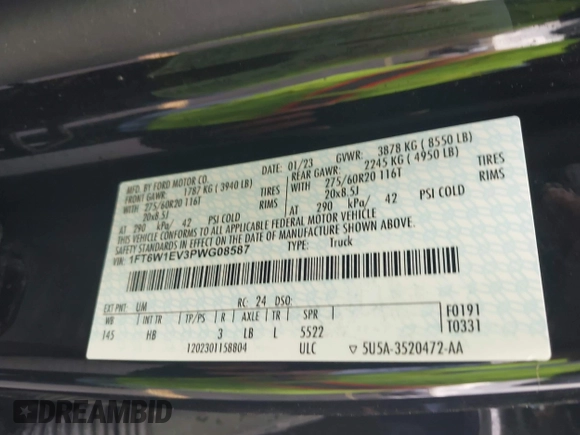 MFD. BY FORD MOTOR CO.
DATE: 01/23 GVWR: 3878 KG ( 8550 LB)
FRONT GAWR: 1787 KG (3940 LB)
REAR GAWR: 2245 KG ( 4950 LB)
WITH 275/60R20 116T TIRES
WITH 275/60R20 116T TIRES
20x8.5J RIMS
20x8.5J RIMS
AT 290 kPa/ 42 PSI COLD
AT 290 kPa/ 42 PSI COLD
THIS VEHICLE CONFORMS TO ALL APPLICABLE FEDERAL MOTOR VEHICLE
SAFETY STANDARDS IN EFFECT ON THE DATE OF MANUFACTURE SHOWN ABOVE.
VIN: 1FT6W1EV3PWG08587
TYPE: Truck
EXT PNT: UM RC: 24 DSO:
WB INT TR TP/PS R AXLE TR SPR
F0191
T0331
145 HB 3 LB L 5522
1202301158804 ULC 5U5A-3520472-AA
DREAMBID